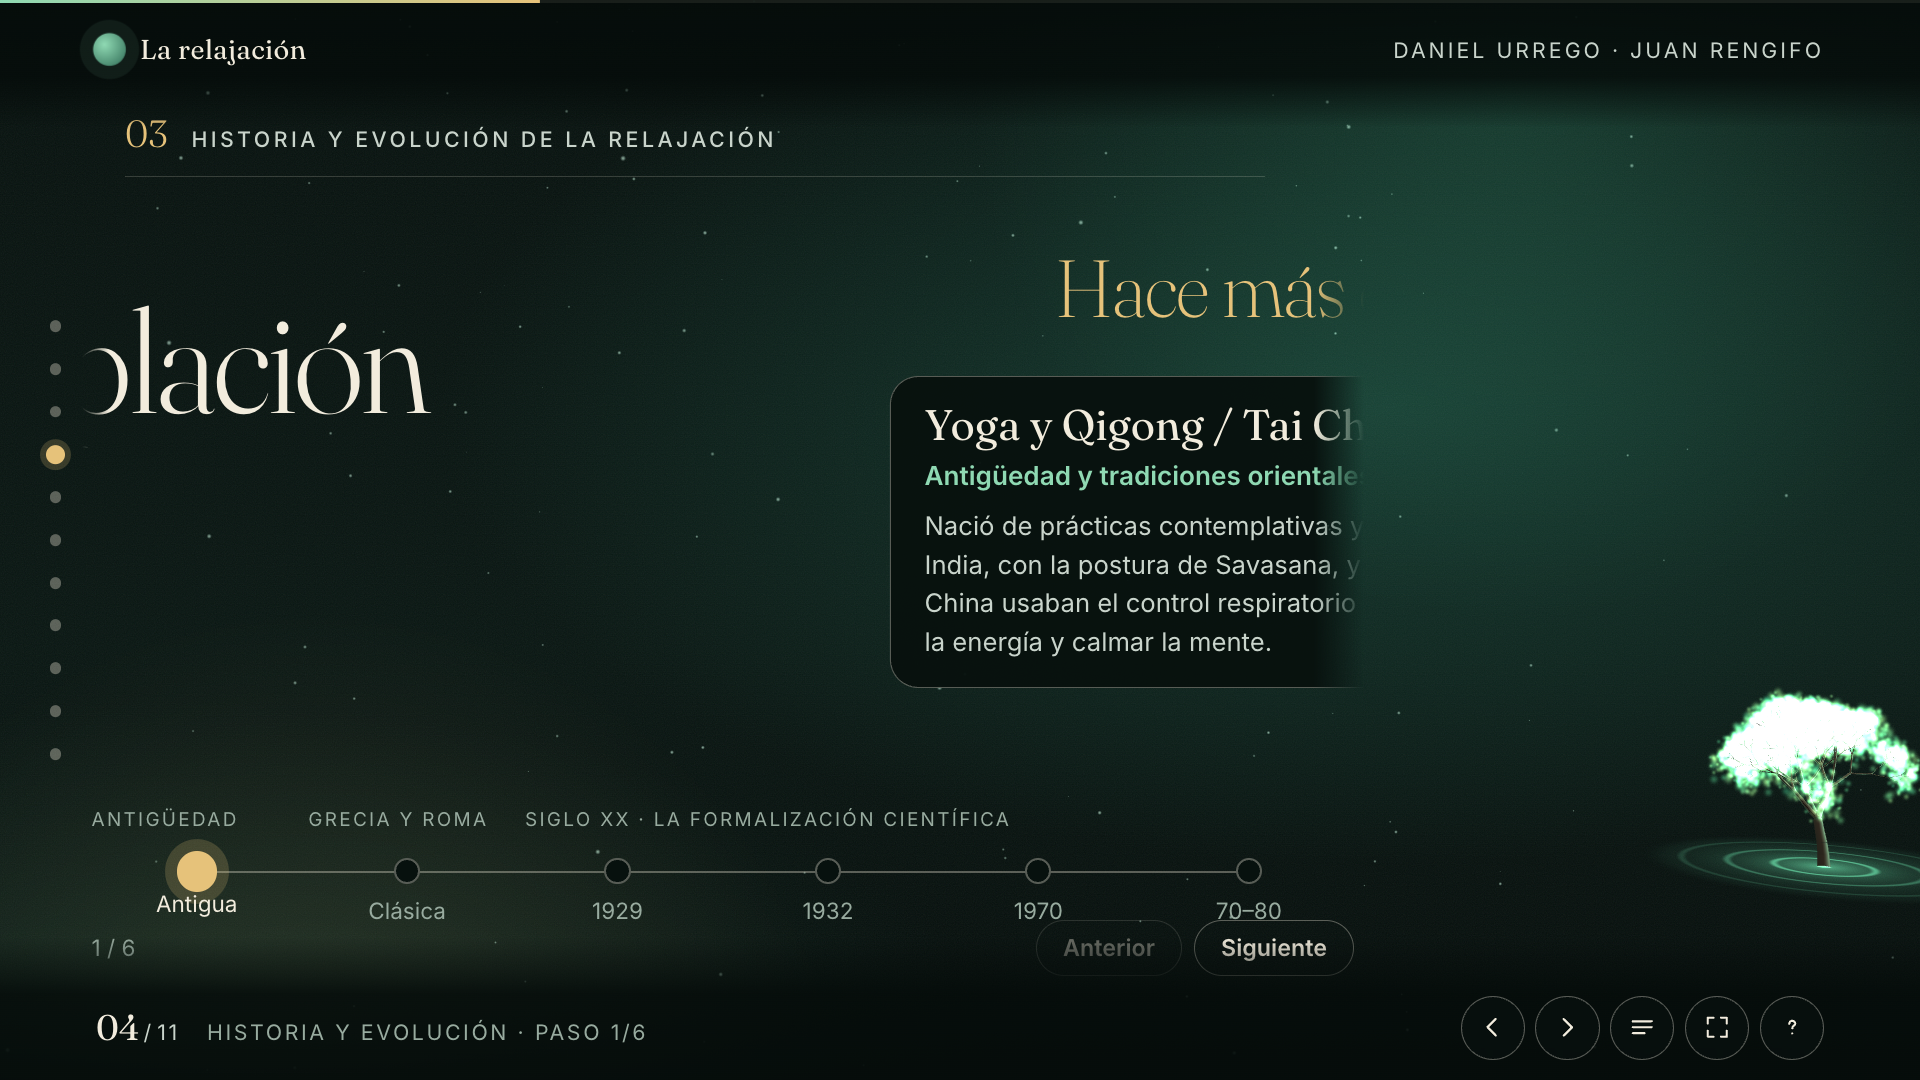 La relajación
DANIEL URREGO · JUAN RENGIFO
03 HISTORIA Y EVOLUCIÓN DE LA RELAJACIÓN
Hace más
olación
Yoga y Qigong / Tai Ch
Antigüedad y tradiciones orientales
Nació de prácticas contemplativas y
India, con la postura de Savasana, y
China usaban el control respiratorio
la energía y calmar la mente.
ANTIGÜEDAD GRECIA Y ROMA SIGLO XX · LA FORMALIZACIÓN CIENTÍFICA
Antigua Clásica 1929 1932 1970 70–80
1 / 6
Anterior Siguiente
04 / 11 HISTORIA Y EVOLUCIÓN · PASO 1/6
?